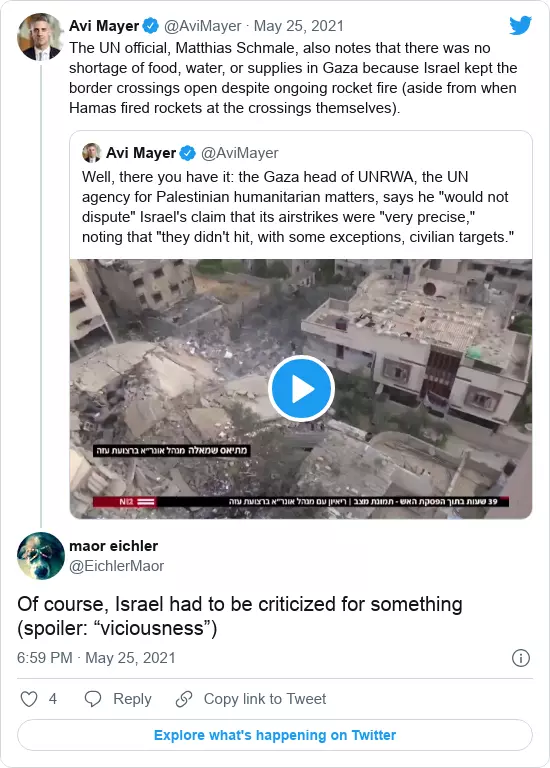 Avi Mayer @AviMayer · May 25, 2021
The UN official, Matthias Schmale, also notes that there was no
shortage of food, water, or supplies in Gaza because Israel kept the
border crossings open despite ongoing rocket fire (aside from when
Hamas fired rockets at the crossings themselves).
Avi Mayer @AviMayer
Well, there you have it: the Gaza head of UNRWA, the UN
agency for Palestinian humanitarian matters, says he "would not
dispute" Israel's claim that its airstrikes were "very precise,"
noting that "they didn't hit, with some exceptions, civilian targets."
מתיאס שמאלה מנהל אונר"א ברצועת עזה
39 שעות בתוך הפסקת האש - תמונת מצב | ריאיון עם מנהל אונר"א ברצועת עזה
N12
maor eichler
@EichlerMaor
Of course, Israel had to be criticized for something
(spoiler: “viciousness”)
6:59 PM · May 25, 2021
4 Reply Copy link to Tweet
Explore what's happening on Twitter